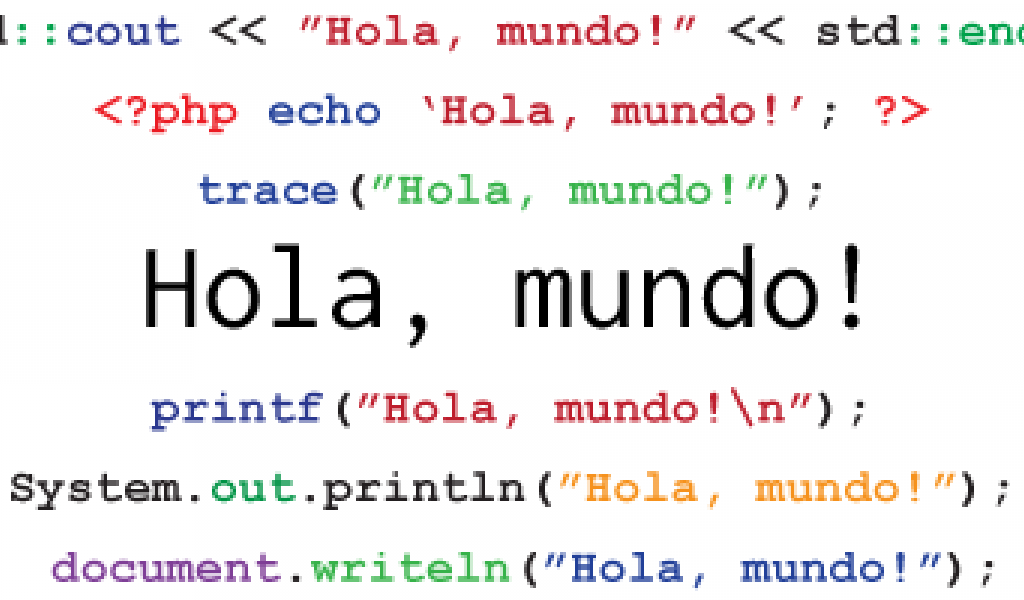 ::cout << "Hola, mundo!" << std::end
<?php echo ‘Hola, mundo!’; ?>
trace("Hola, mundo!");
Hola, mundo!
printf("Hola, mundo!\n");
System.out.println("Hola, mundo!");
document.writeln("Hola, mundo!");